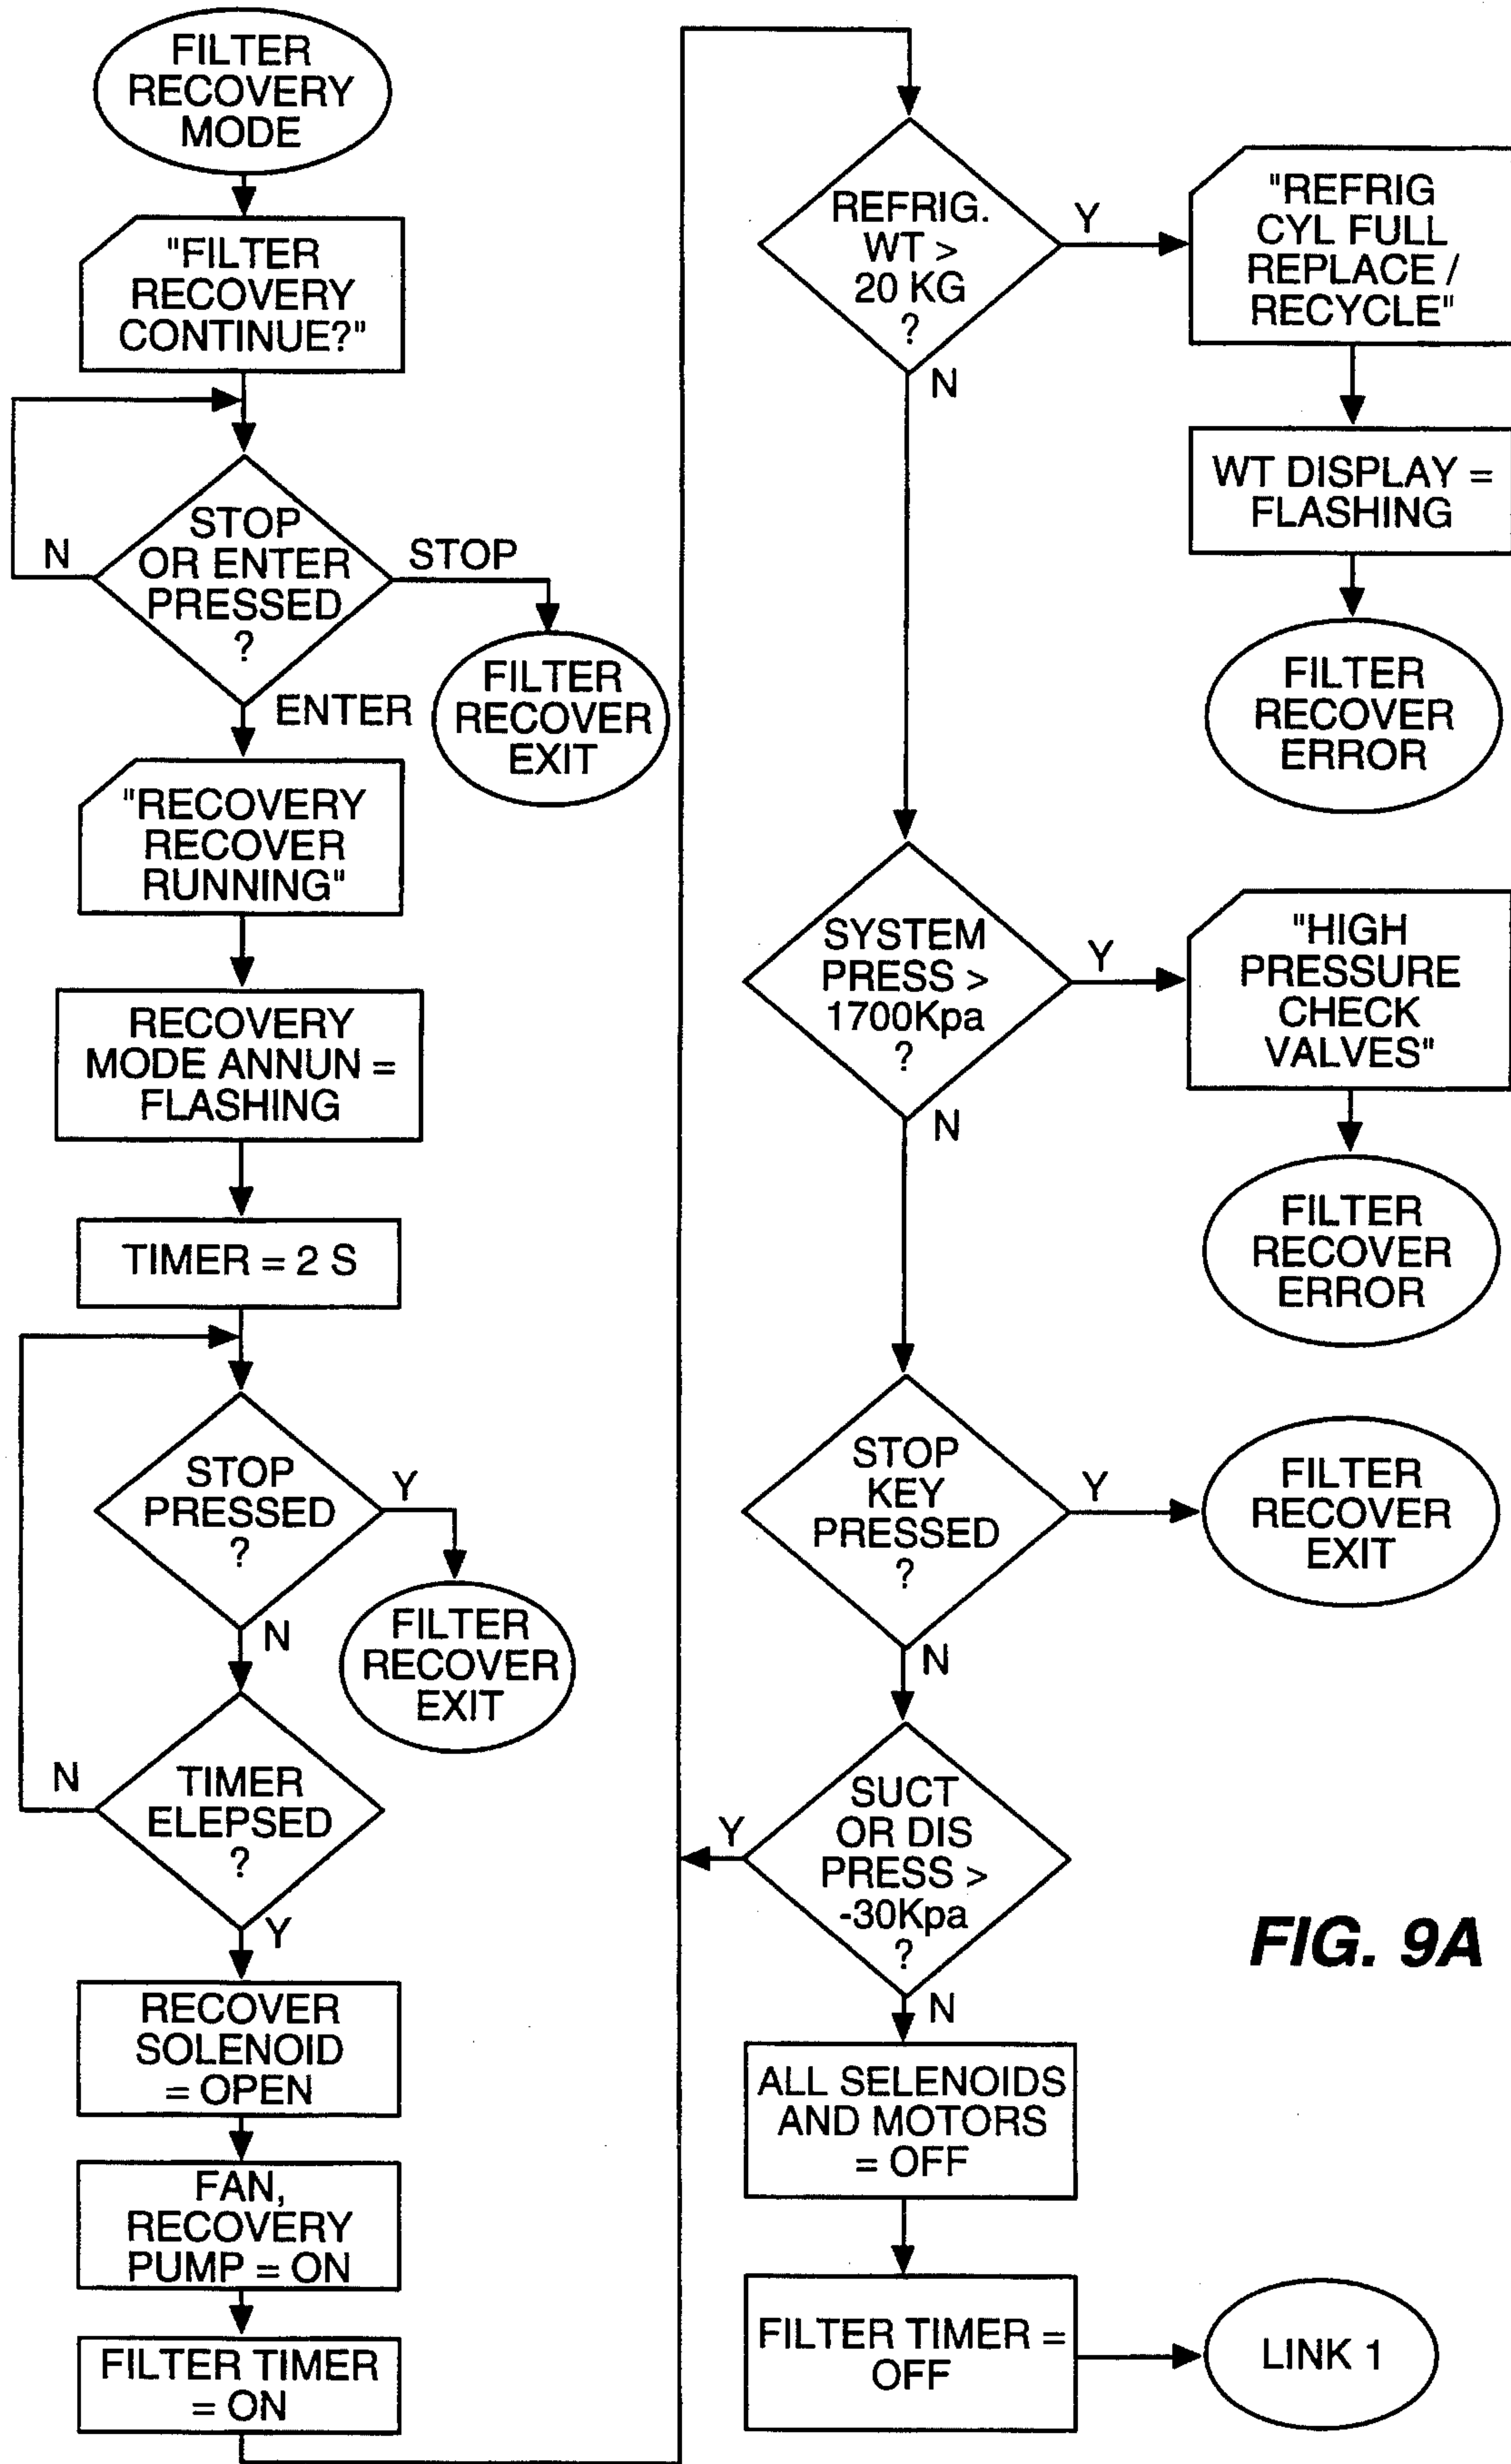 FILTER
RECOVERY
MODE
"FILTER
RECOVERY
CONTINUE?"
STOP
OR ENTER
PRESSED
?
N
STOP
FILTER
RECOVER
EXIT
ENTER
"RECOVERY
RECOVER
RUNNING"
RECOVERY
MODE ANNUN =
FLASHING
TIMER = 2 S
STOP
PRESSED
?
Y
FILTER
RECOVER
EXIT
N
TIMER
ELEPSED
?
N
Y
RECOVER
SOLENOID
= OPEN
FAN,
RECOVERY
PUMP = ON
FILTER TIMER
= ON
REFRIG.
WT >
20 KG
?
Y
"REFRIG
CYL FULL
REPLACE /
RECYCLE"
WT DISPLAY =
FLASHING
FILTER
RECOVER
ERROR
N
SYSTEM
PRESS >
1700Kpa
?
Y
"HIGH
PRESSURE
CHECK
VALVES"
FILTER
RECOVER
ERROR
N
STOP
KEY
PRESSED
?
Y
FILTER
RECOVER
EXIT
N
SUCT
OR DIS
PRESS >
-30Kpa
?
Y
N
ALL SELENOIDS
AND MOTORS
= OFF
FILTER TIMER =
OFF
LINK 1
FIG. 9A